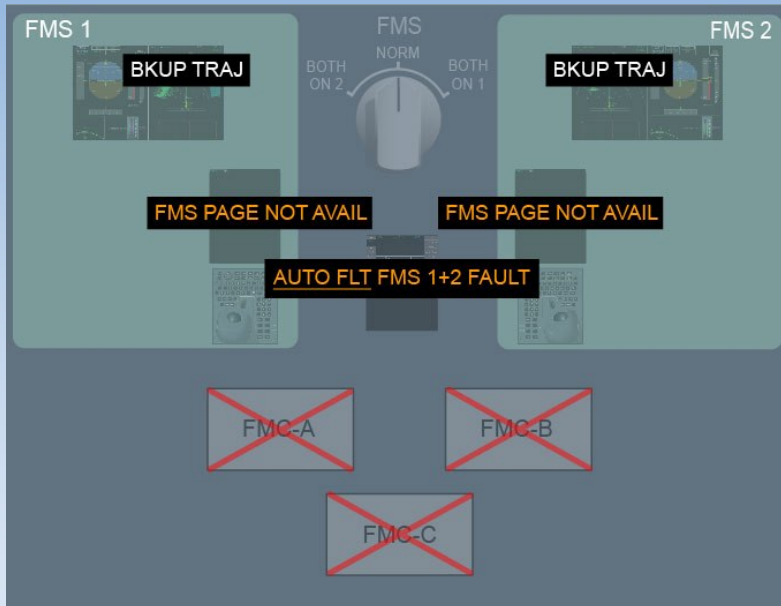 FMS 1
FMS
FMS 2
NORM
BOTH ON 2
BOTH ON 1
BKUP TRAJ
BKUP TRAJ
FMS PAGE NOT AVAIL
FMS PAGE NOT AVAIL
AUTO FLT FMS 1+2 FAULT
FMC-A
FMC-B
FMC-C